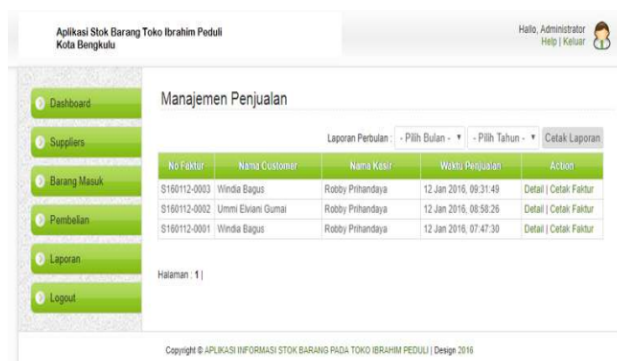 Aplikasi Stok Barang Toko Ibrahim Peduli
Kota Bengkulu
Hallo, Administrator
Help | Keluar
Dashboard
Suppliers
Barang Masuk
Pembelian
Laporan
Logout
Manajemen Penjualan
Laporan Perbulan : - Pilih Bulan - - Pilih Tahun - Cetak Laporan
No Faktur Nama Customer Nama Kasir Waktu Penjualan Action
S160112-0003 Windia Bagus Robby Prihandaya 12 Jan 2016, 09:31:49 Detail | Cetak Faktur
S160112-0002 Ummi Elviani Gumai Robby Prihandaya 12 Jan 2016, 08:58:26 Detail | Cetak Faktur
S160112-0001 Windia Bagus Robby Prihandaya 12 Jan 2016, 07:47:30 Detail | Cetak Faktur
Halaman : 1 |
Copyright © APLIKASI INFORMASI STOK BARANG PADA TOKO IBRAHIM PEDULI | Design 2016